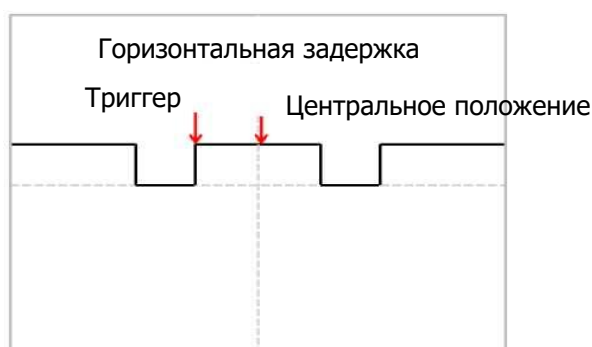 Горизонтальная задержка
Триггер
Центральное положение